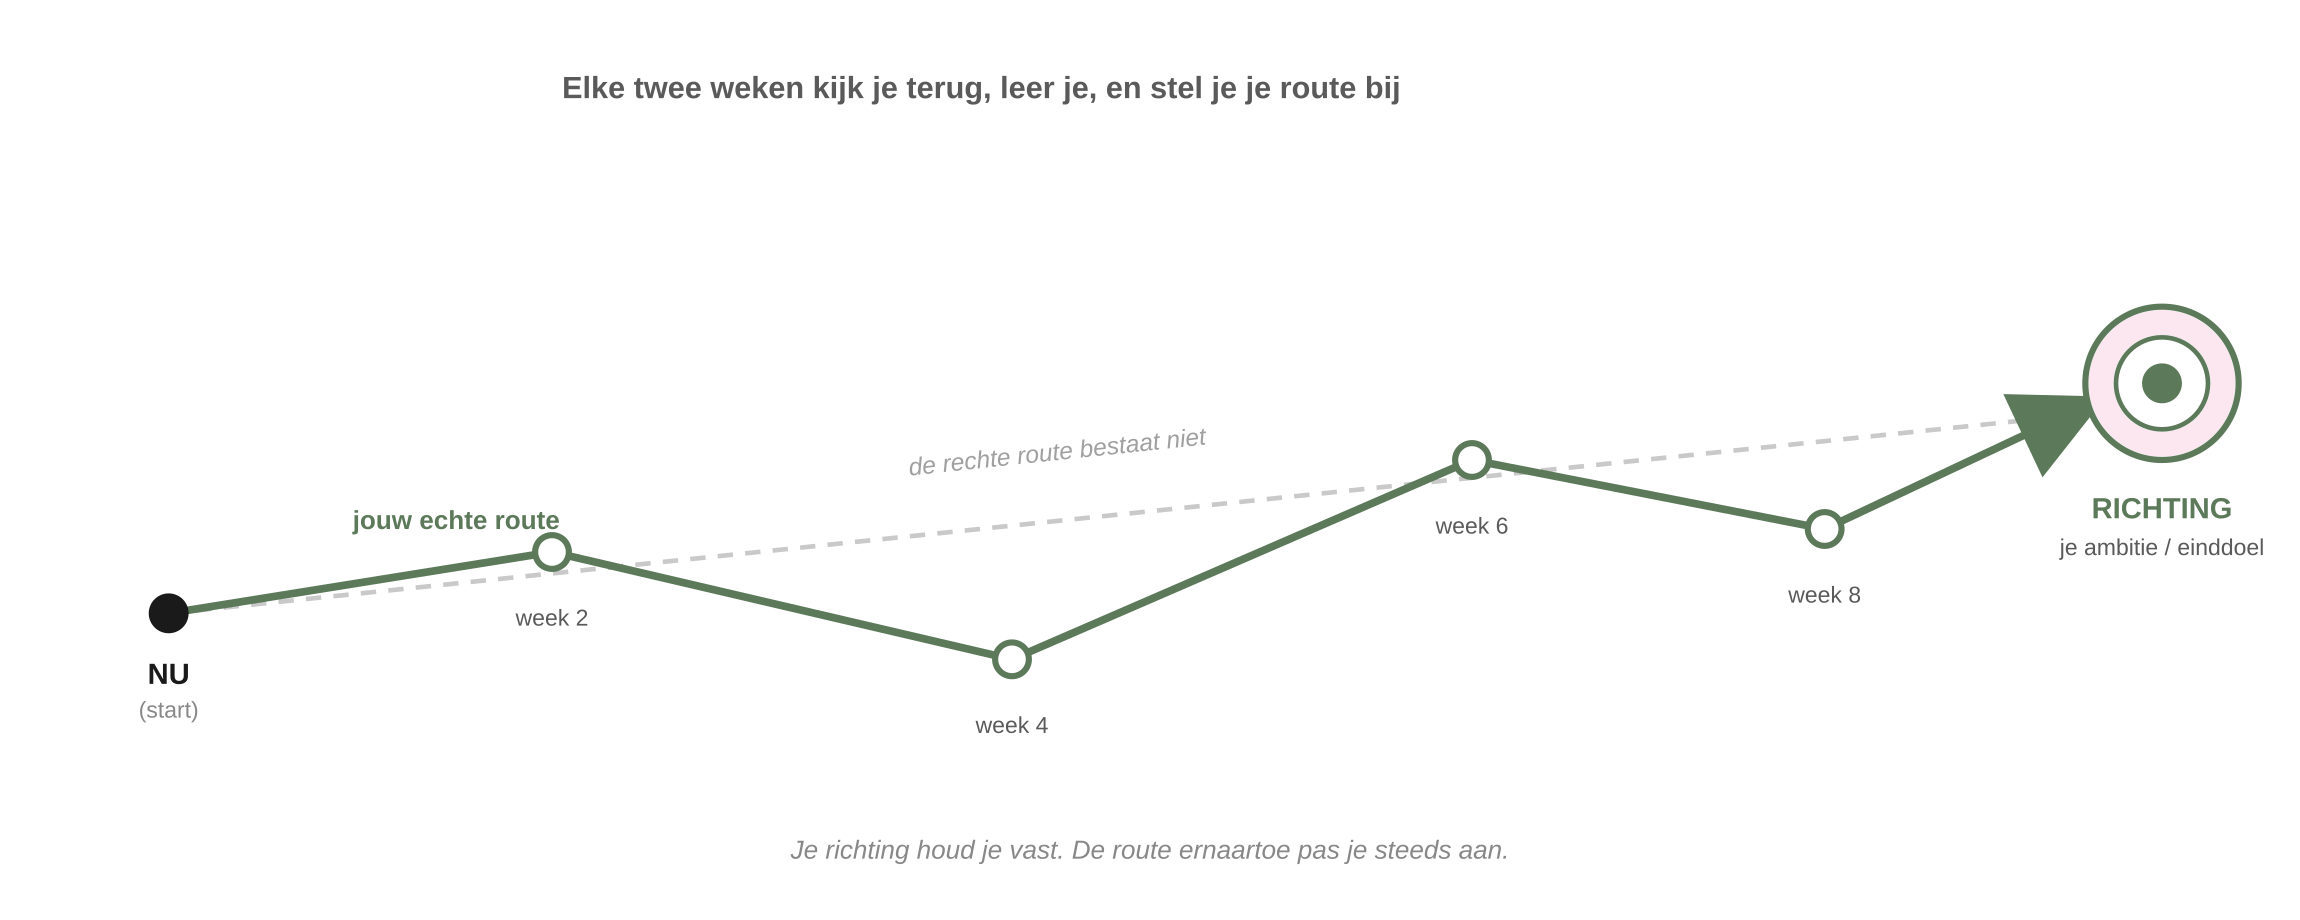 Elke twee weken kijk je terug, leer je, en stel je je route bij
de rechte route bestaat niet
jouw echte route
week 2
week 4
week 6
week 8
NU
(start)
RICHTING
je ambitie / einddoel
Je richting houd je vast. De route ernaartoe pas je steeds aan.